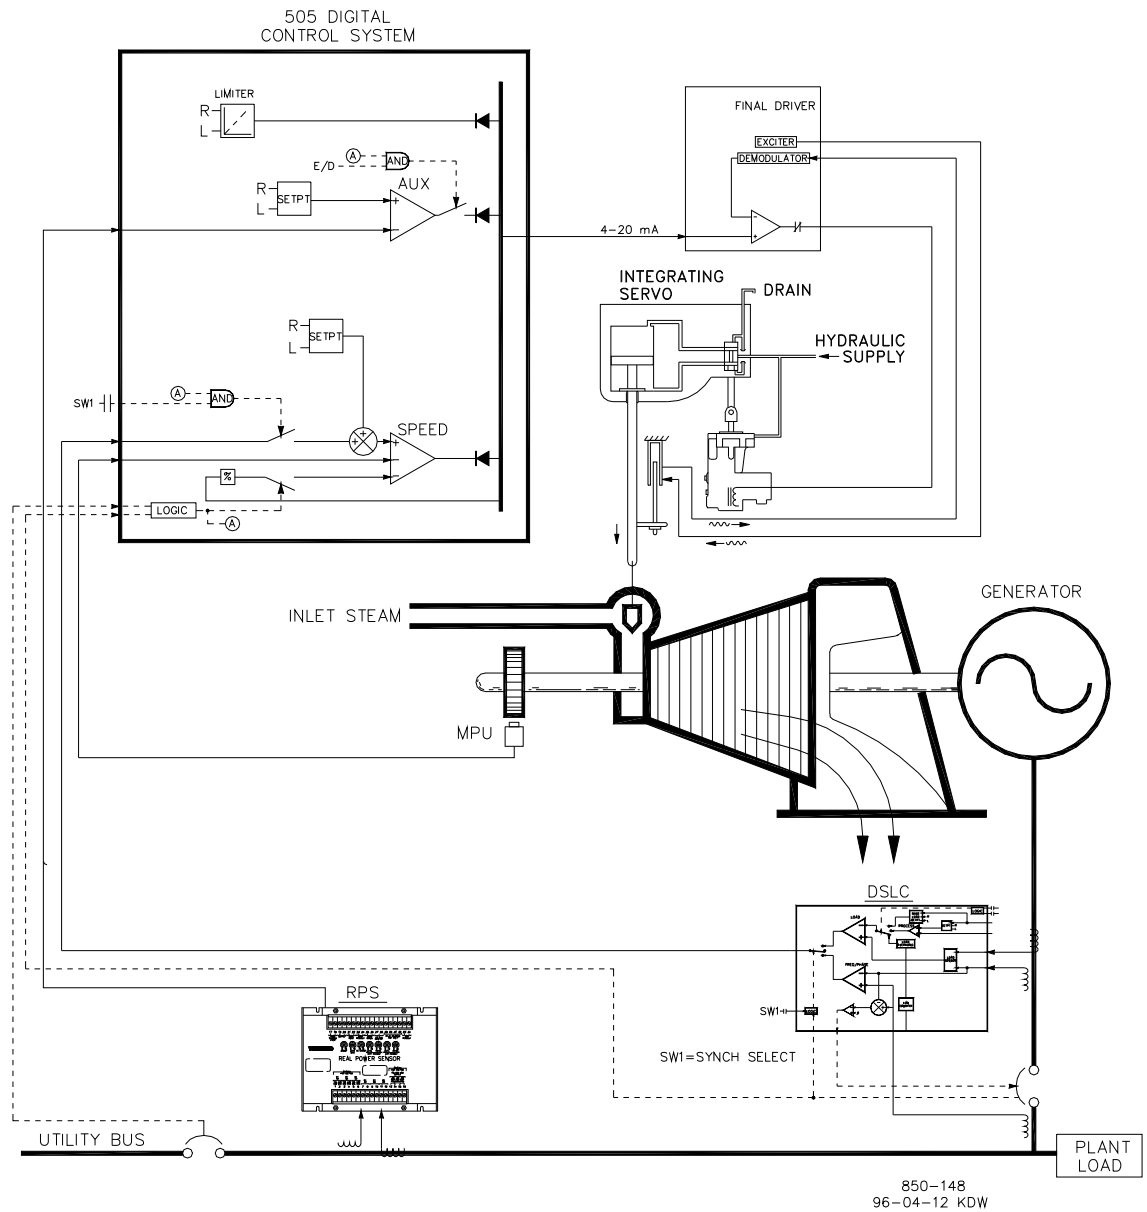 505 DIGITAL
CONTROL SYSTEM
LIMITER
R
L
FINAL DRIVER
EXCITER
DEMODULATOR
A
E/D
AND
AUX
R
L
SETPT
+
−
4-20 mA
−
+
INTEGRATING
SERVO
DRAIN
HYDRAULIC
SUPPLY
R
L
SETPT
SW1
A
AND
SPEED
+
+
+
−
−
%
LOGIC
A
INLET STEAM
GENERATOR
MPU
DSLC
LOAD
PROCESS
SW1
RPS
REAL POWER SENSOR
SW1=SYNCH SELECT
UTILITY BUS
PLANT
LOAD
850-148
96-04-12 KDW